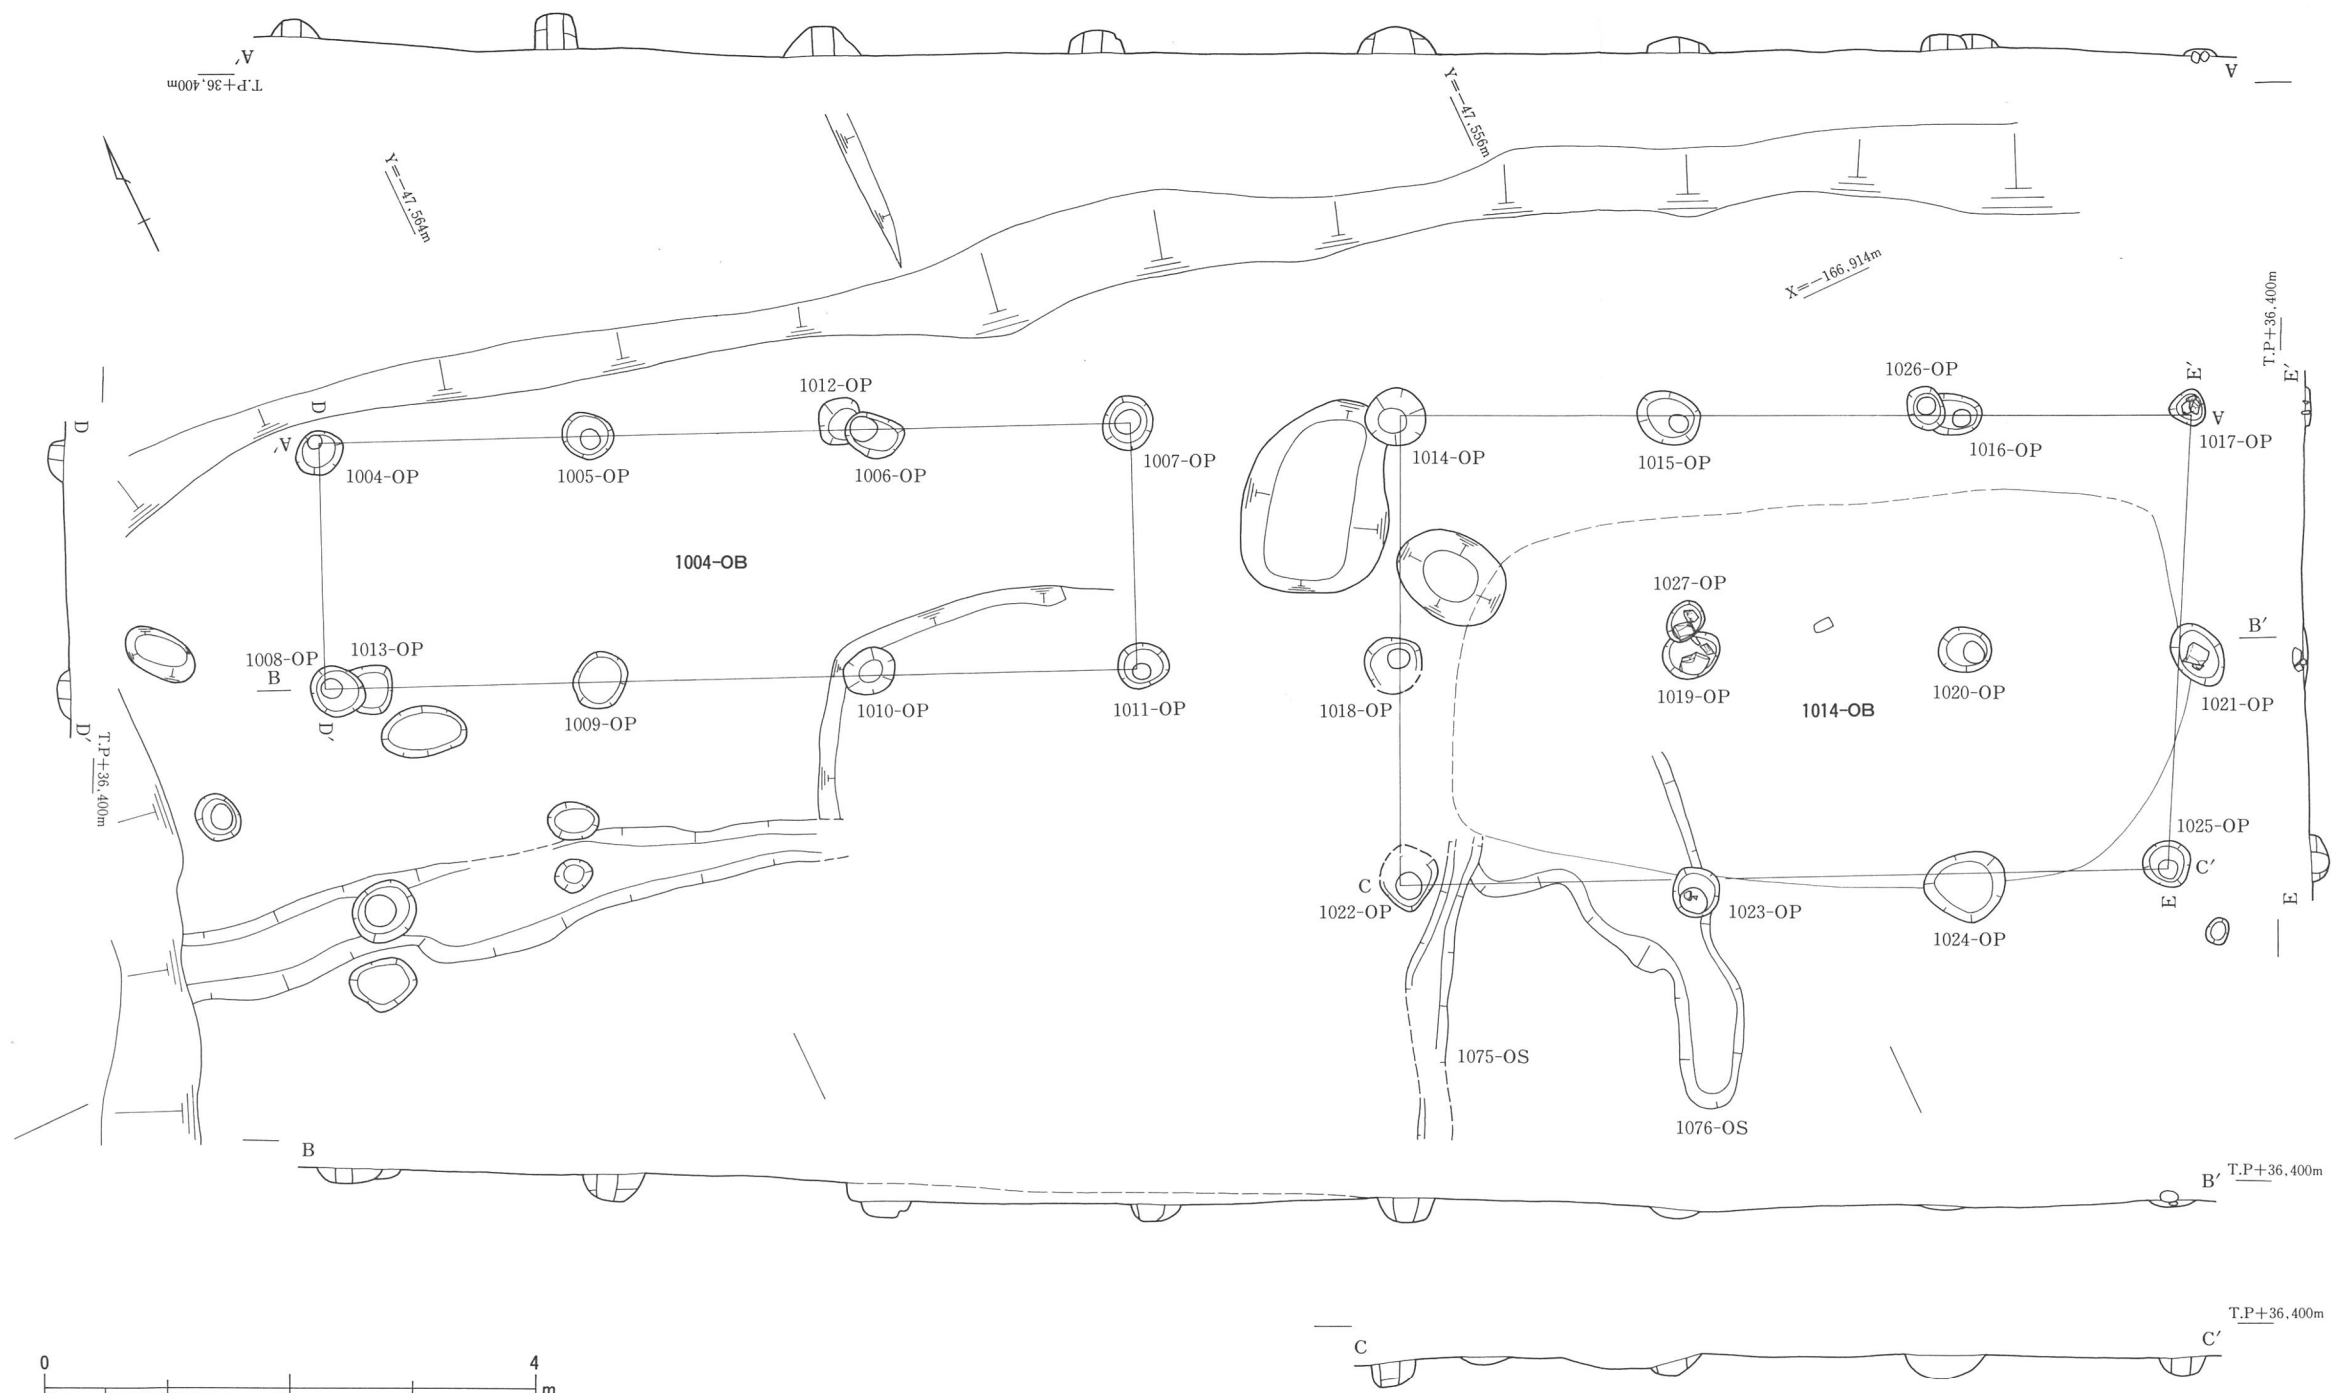 A′
T.P+36,400m
A
Y=-47,564m
Y=-47,556m
X=-166,914m
T.P+36,400m
E′
E′
D
D
A′
1004-OP
1005-OP
1012-OP
1006-OP
1007-OP
1014-OP
1015-OP
1026-OP
1016-OP
A
1017-OP
1004-OB
1027-OP
B′
1008-OP
1013-OP
B
D′
D′
T.P+36,400m
1009-OP
1010-OP
1011-OP
1018-OP
1019-OP
1014-OB
1020-OP
1021-OP
1025-OP
C
1022-OP
C′
E
E
1023-OP
1024-OP
1075-OS
1076-OS
B
B′
T.P+36,400m
C
C′
T.P+36,400m
0
4
m